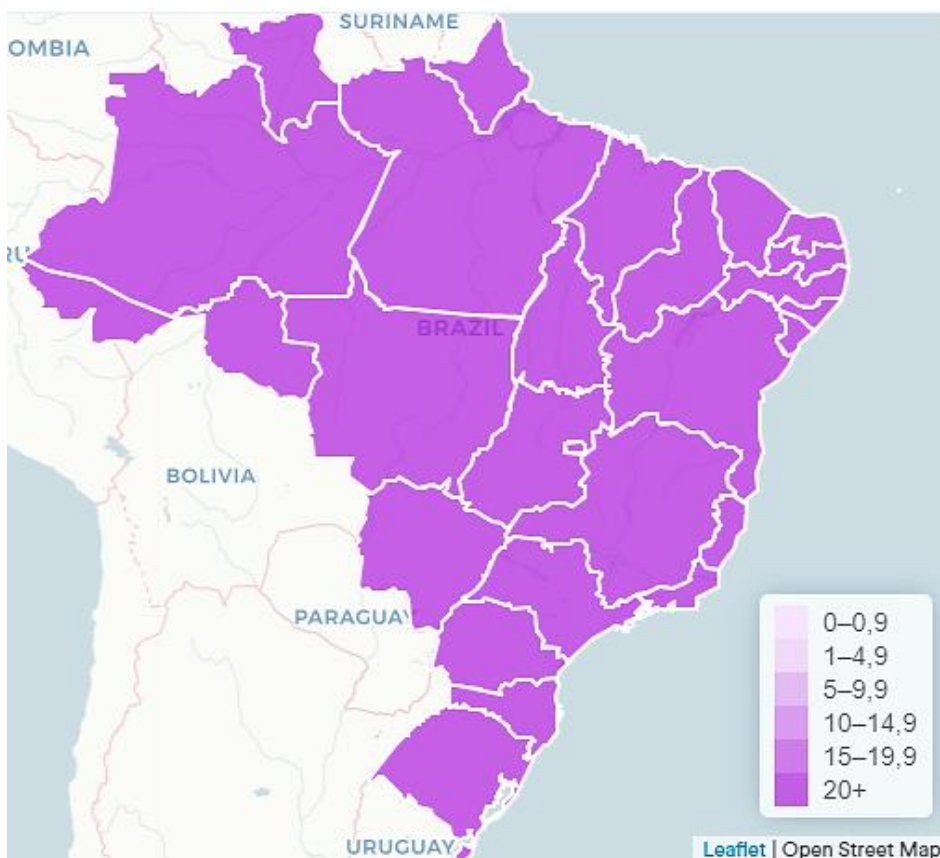 SURINAME
OMBIA
RU
BRAZIL
BOLIVIA
PARAGUAY
0–0,9
1–4,9
5–9,9
10–14,9
15–19,9
20+
URUGUAY
Leaflet | Open Street Map